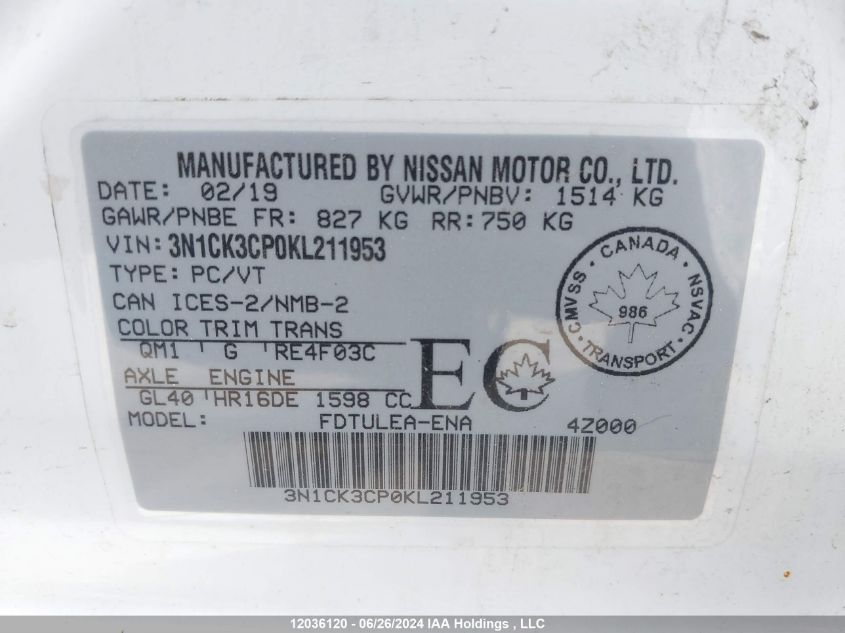 MANUFACTURED BY NISSAN MOTOR CO., LTD.
DATE: 02/19 GVWR/PNBV: 1514 KG
GAWR/PNBE FR: 827 KG RR: 750 KG
VIN: 3N1CK3CP0KL211953
TYPE: PC/VT
CAN ICES-2/NMB-2
COLOR TRIM TRANS
QM1 G RE4F03C
AXLE ENGINE
GL40 HR16DE 1598 CC
EC
MODEL: FDTULEA-ENA 4Z000
3N1CK3CP0KL211953
CANADA
CMVSS
NSVAC
986
TRANSPORT
12036120 - 06/26/2024 IAA Holdings , LLC